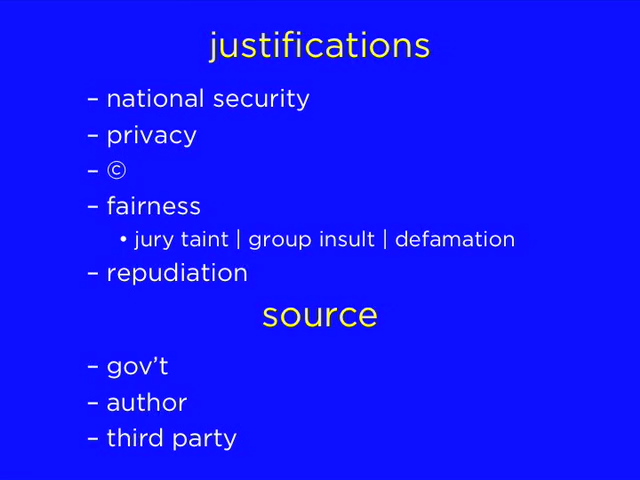 justifications
– national security
– privacy
– ©
– fairness
• jury taint | group insult | defamation
– repudiation
source
– gov’t
– author
– third party